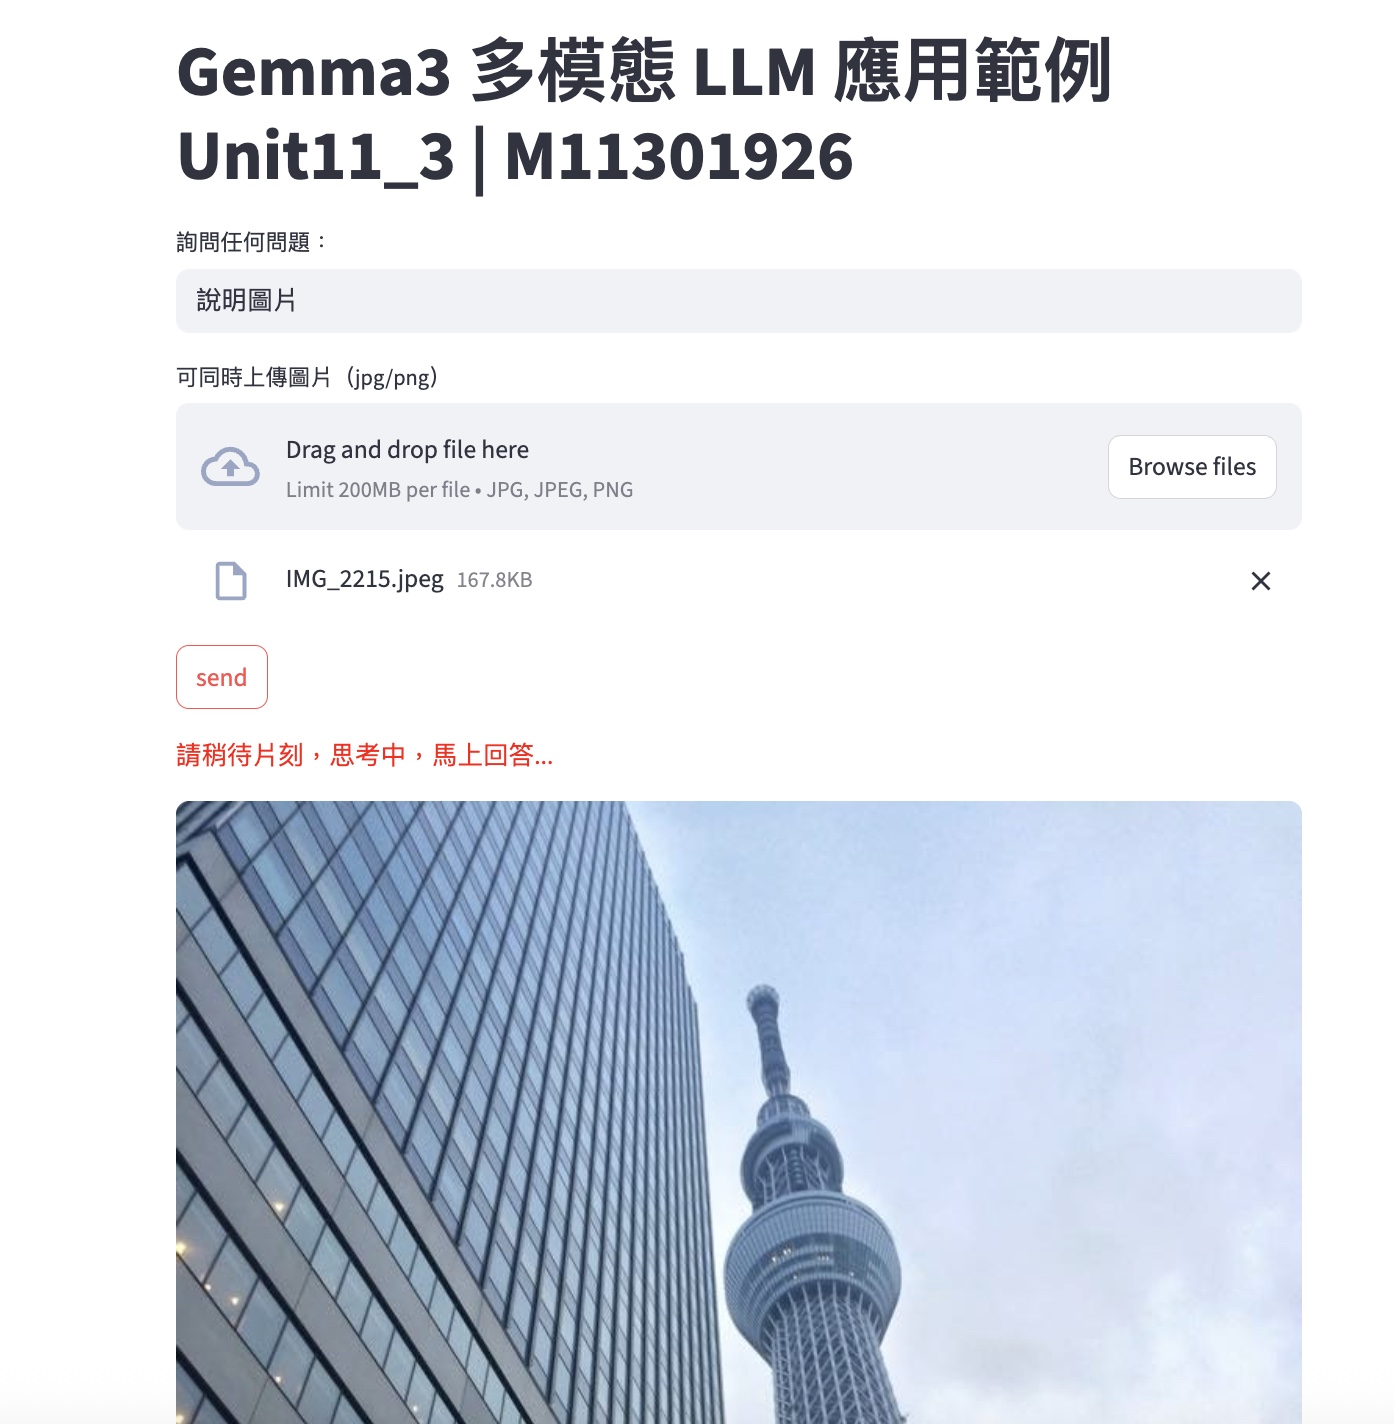 Gemma3 多模態 LLM 應用範例
Unit11_3 | M11301926
詢問任何問題：
說明圖片
可同時上傳圖片（jpg/png）
Drag and drop file here
Limit 200MB per file • JPG, JPEG, PNG
Browse files
IMG_2215.jpeg 167.8KB
send
請稍待片刻，思考中，馬上回答...